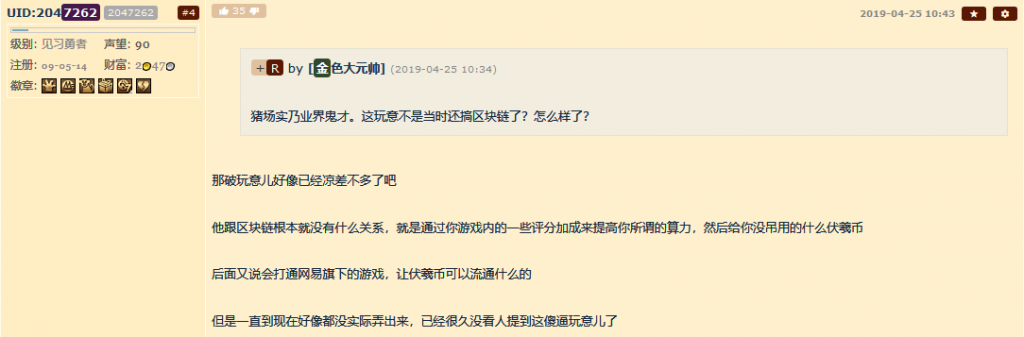 UID:2047262 2047262 #4
35
2019-04-25 10:43
级别: 见习勇者 声望: 90
注册: 09-05-14 财富: 2 47
徽章:
+ R by [金色大元帅] (2019-04-25 10:34)
猪场实乃业界鬼才。这玩意不是当时还搞区块链了？怎么样了？
那破玩意儿好像已经凉差不多了吧
他跟区块链根本就没有什么关系，就是通过你游戏内的一些评分加成来提高你所谓的算力，然后给你没吊用的什么伏羲币
后面又说会打通网易旗下的游戏，让伏羲币可以流通什么的
但是一直到现在好像都没实际弄出来，已经很久没看人提到这傻逼玩意儿了